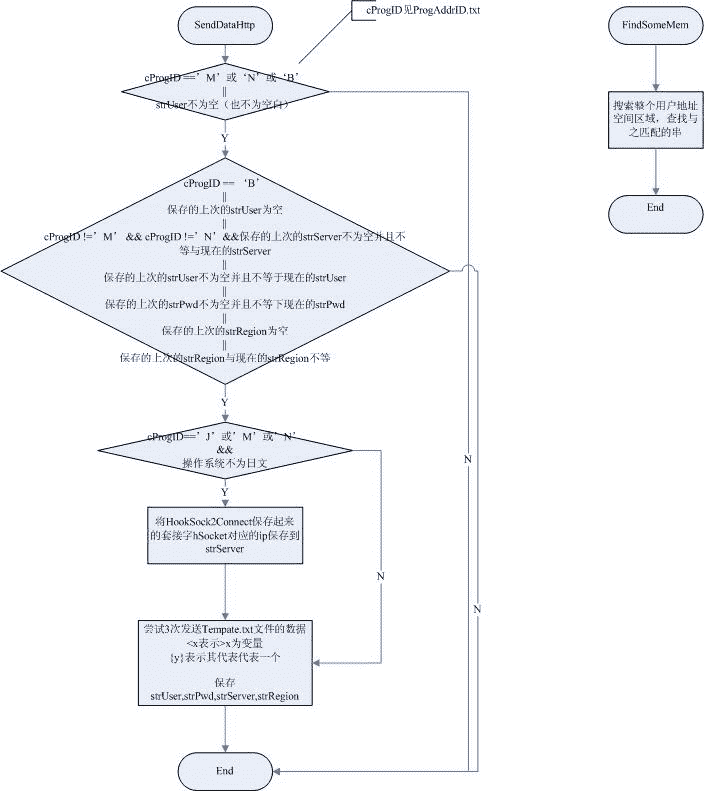 SendDataHttp
cProgID见ProgAddrID.txt
cProgID ==’M’或‘N’或‘B’
||
strUser不为空（也不为空白）
Y
cProgID == ‘B’
||
保存的上次的strUser为空
||
cProgID !=’M’ && cProgID !=’N’&&保存的上次的strServer不为空并且不
等与现在的strServer
||
保存的上次的strUser不为空并且不等于现在的strUser
||
保存的上次的strPwd不为空并且不等下现在的strPwd
||
保存的上次的strRegion为空
||
保存的上次的strRegion与现在的strRegion不等
Y
cProgID==’J’或’M’或’N’
&&
操作系统不为日文
N
Y
将HookSock2Connect保存起来
的套接字hSocket对应的ip保存到
strServer
N
N
尝试3次发送Tempate.txt文件的数据
<x表示>x为变量
{y}表示其代表代表一个
保存
strUser,strPwd,strServer,strRegion
End
FindSomeMem
搜索整个用户地址
空间区域，查找与
之匹配的串
End